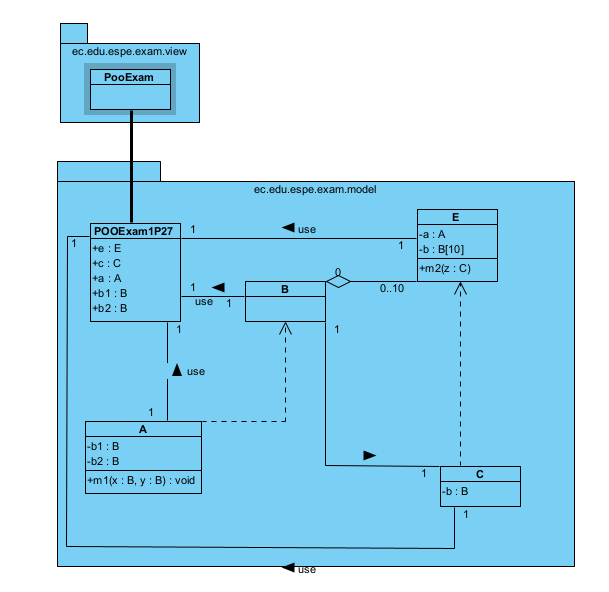 ec.edu.espe.exam.view
PooExam
ec.edu.espe.exam.model
POOExam1P27
+e : E
+c : C
+a : A
+b1 : B
+b2 : B
1
1
use
1
E
-a : A
-b : B[10]
+m2(z : C)
1
use
1
B
0
0..10
1
1
use
1
A
-b1 : B
-b2 : B
+m1(x : B, y : B) : void
1
C
-b : B
1
use